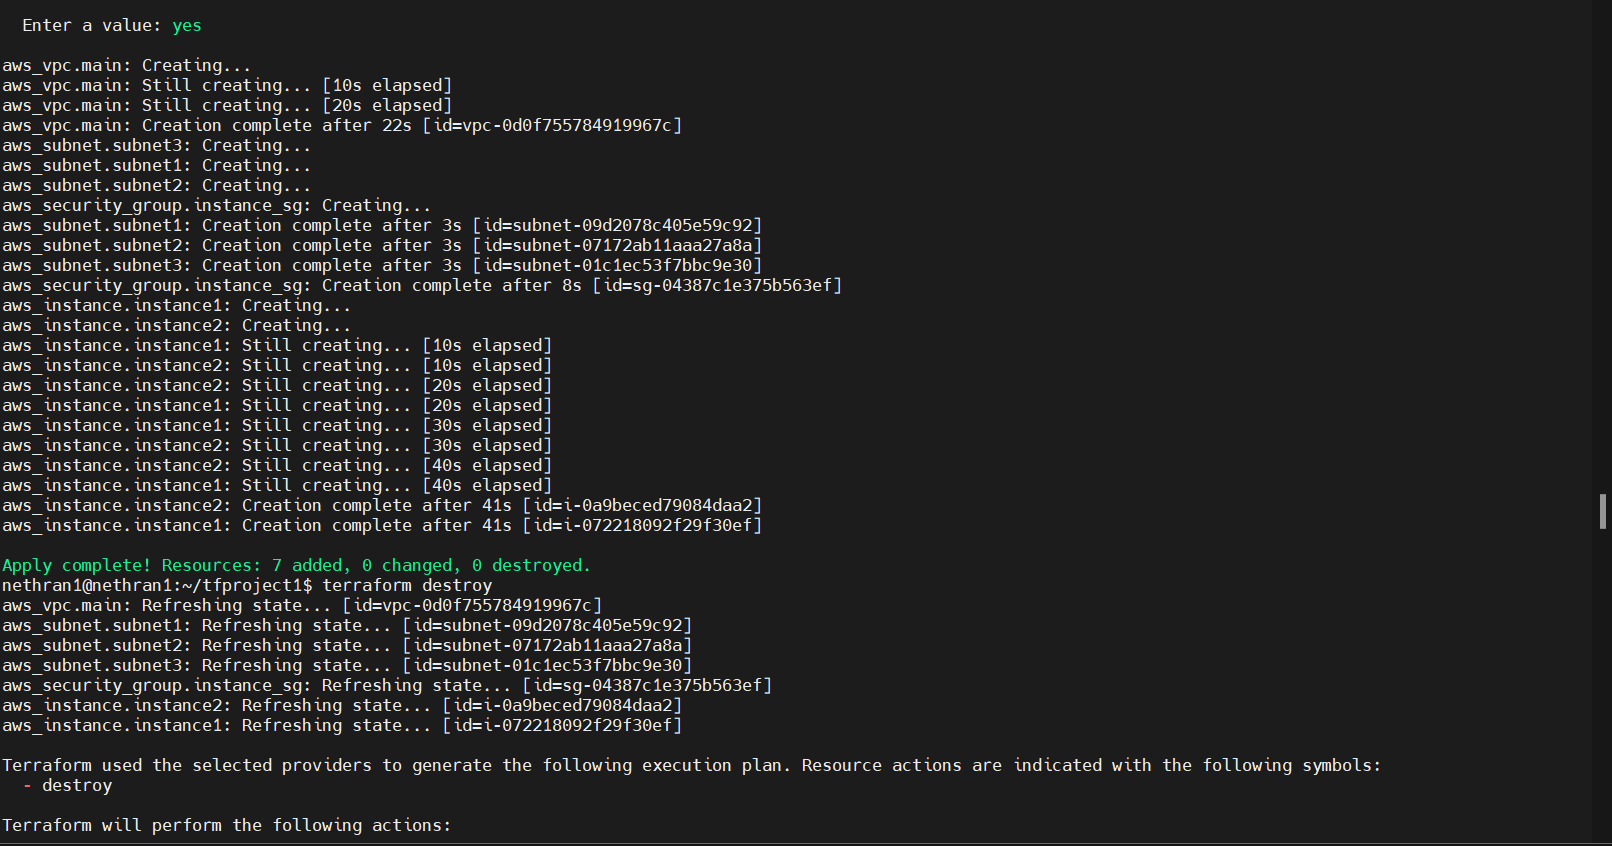 Enter a value: yes
aws_vpc.main: Creating...
aws_vpc.main: Still creating... [10s elapsed]
aws_vpc.main: Still creating... [20s elapsed]
aws_vpc.main: Creation complete after 22s [id=vpc-0d0f755784919967c]
aws_subnet.subnet3: Creating...
aws_subnet.subnet1: Creating...
aws_subnet.subnet2: Creating...
aws_security_group.instance_sg: Creating...
aws_subnet.subnet1: Creation complete after 3s [id=subnet-09d2078c405e59c92]
aws_subnet.subnet2: Creation complete after 3s [id=subnet-07172ab11aaa27a8a]
aws_subnet.subnet3: Creation complete after 3s [id=subnet-01c1ec53f7bbc9e30]
aws_security_group.instance_sg: Creation complete after 8s [id=sg-04387c1e375b563ef]
aws_instance.instance1: Creating...
aws_instance.instance2: Creating...
aws_instance.instance1: Still creating... [10s elapsed]
aws_instance.instance2: Still creating... [10s elapsed]
aws_instance.instance2: Still creating... [20s elapsed]
aws_instance.instance1: Still creating... [20s elapsed]
aws_instance.instance1: Still creating... [30s elapsed]
aws_instance.instance2: Still creating... [30s elapsed]
aws_instance.instance2: Still creating... [40s elapsed]
aws_instance.instance1: Still creating... [40s elapsed]
aws_instance.instance2: Creation complete after 41s [id=i-0a9beced79084daa2]
aws_instance.instance1: Creation complete after 41s [id=i-072218092f29f30ef]
Apply complete! Resources: 7 added, 0 changed, 0 destroyed.
nethran1@nethran1:~/tfproject1$ terraform destroy
aws_vpc.main: Refreshing state... [id=vpc-0d0f755784919967c]
aws_subnet.subnet1: Refreshing state... [id=subnet-09d2078c405e59c92]
aws_subnet.subnet2: Refreshing state... [id=subnet-07172ab11aaa27a8a]
aws_subnet.subnet3: Refreshing state... [id=subnet-01c1ec53f7bbc9e30]
aws_security_group.instance_sg: Refreshing state... [id=sg-04387c1e375b563ef]
aws_instance.instance2: Refreshing state... [id=i-0a9beced79084daa2]
aws_instance.instance1: Refreshing state... [id=i-072218092f29f30ef]
Terraform used the selected providers to generate the following execution plan. Resource actions are indicated with the following symbols:
- destroy
Terraform will perform the following actions: